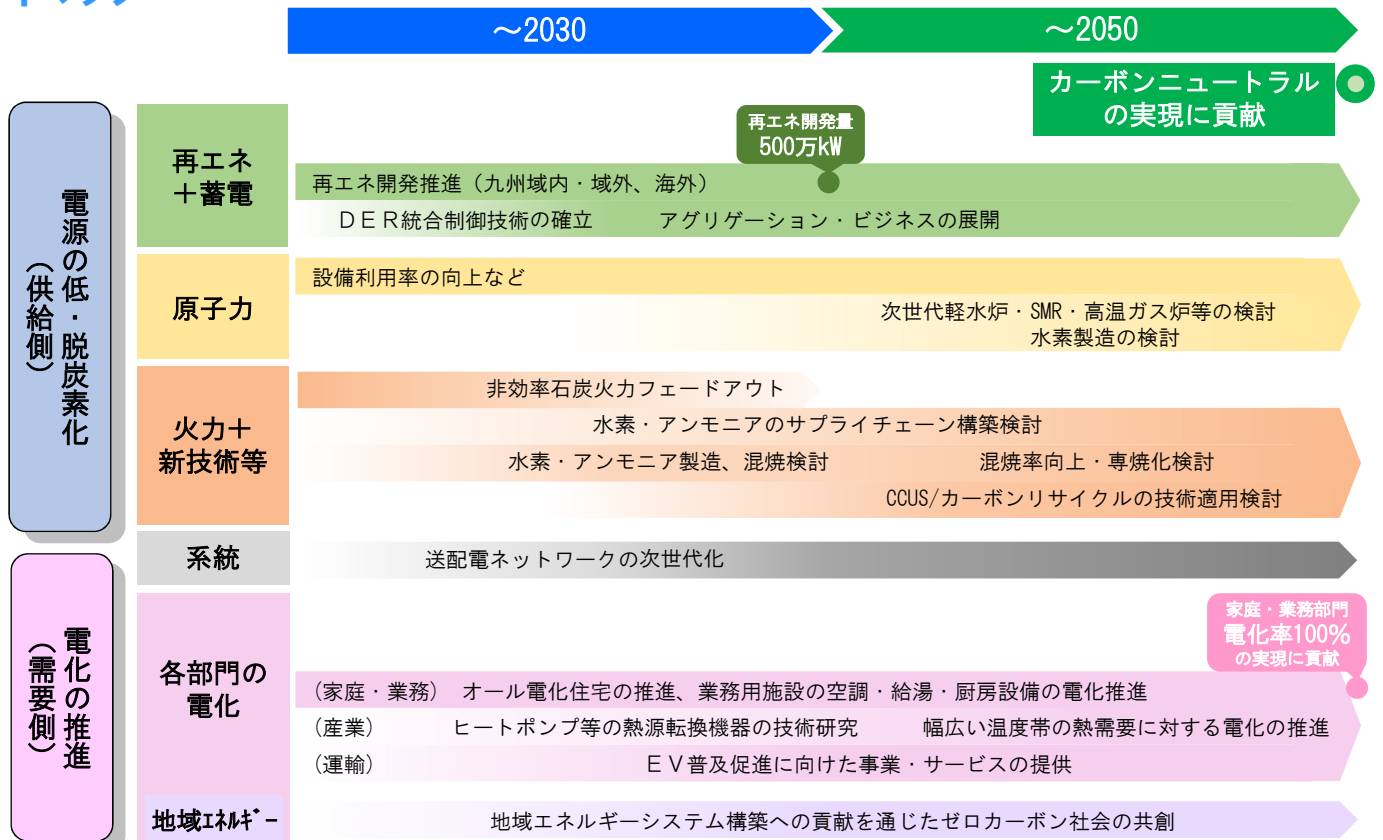 ～2030
～2050
カーボンニュートラル
の実現に貢献
電源の低・脱炭素化
（供給側）
再エネ
＋蓄電
再エネ開発量
500万kW
再エネ開発推進（九州域内・域外、海外）
ＤＥＲ統合制御技術の確立 アグリゲーション・ビジネスの展開
原子力
設備利用率の向上など
次世代軽水炉・SMR・高温ガス炉等の検討
水素製造の検討
火力＋
新技術等
非効率石炭火力フェードアウト
水素・アンモニアのサプライチェーン構築検討
水素・アンモニア製造、混焼検討 混焼率向上・専焼化検討
CCUS/カーボンリサイクルの技術適用検討
系統
送配電ネットワークの次世代化
電化の推進
（需要側）
各部門の
電化
家庭・業務部門
電化率100%
の実現に貢献
（家庭・業務） オール電化住宅の推進、業務用施設の空調・給湯・厨房設備の電化推進
（産業） ヒートポンプ等の熱源転換機器の技術研究 幅広い温度帯の熱需要に対する電化の推進
（運輸） ＥＶ普及促進に向けた事業・サービスの提供
地域ｴﾈﾙｷﾞｰ
地域エネルギーシステム構築への貢献を通じたゼロカーボン社会の共創